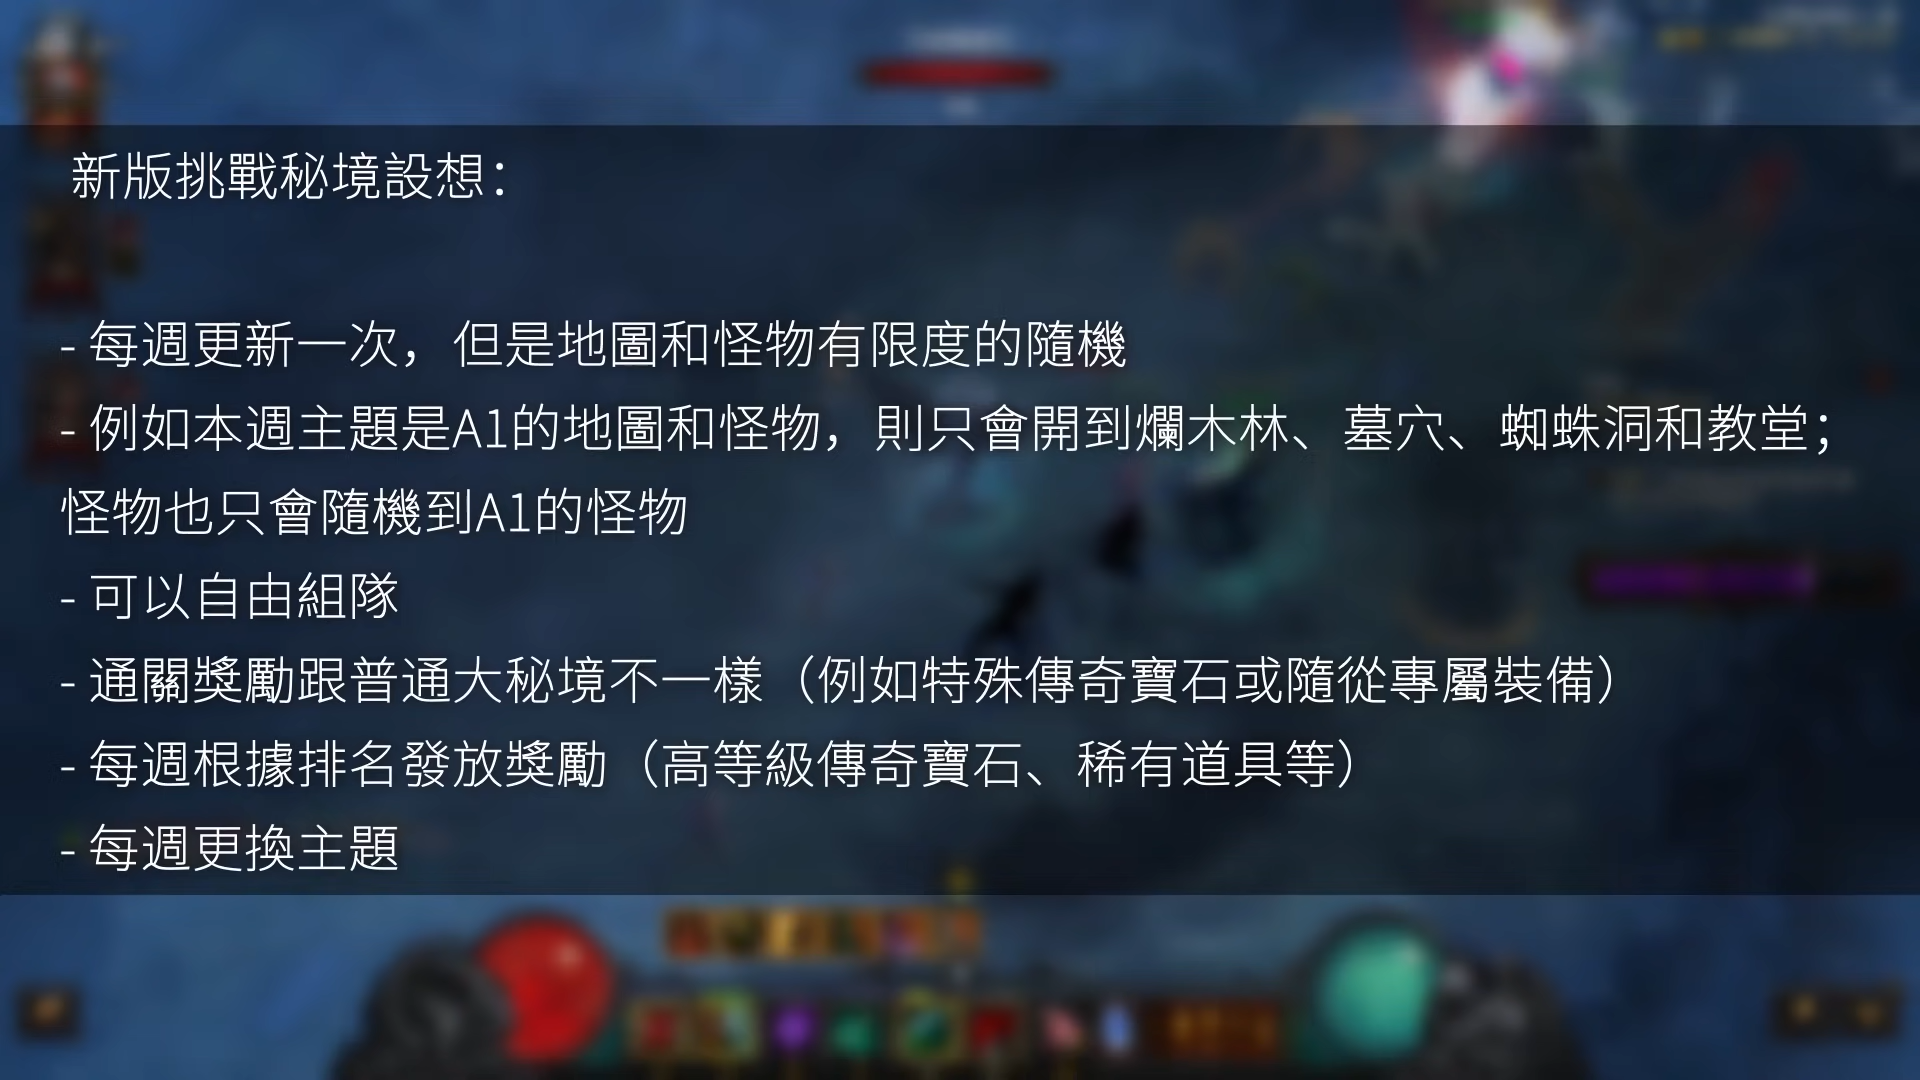 新版挑戰秘境設想：
- 每週更新一次，但是地圖和怪物有限度的隨機
- 例如本週主題是A1的地圖和怪物，則只會開到爛木林、墓穴、蜘蛛洞和教堂；
怪物也只會隨機到A1的怪物
- 可以自由組隊
- 通關獎勵跟普通大秘境不一樣（例如特殊傳奇寶石或隨從專屬裝備）
- 每週根據排名發放獎勵（高等級傳奇寶石、稀有道具等）
- 每週更換主題